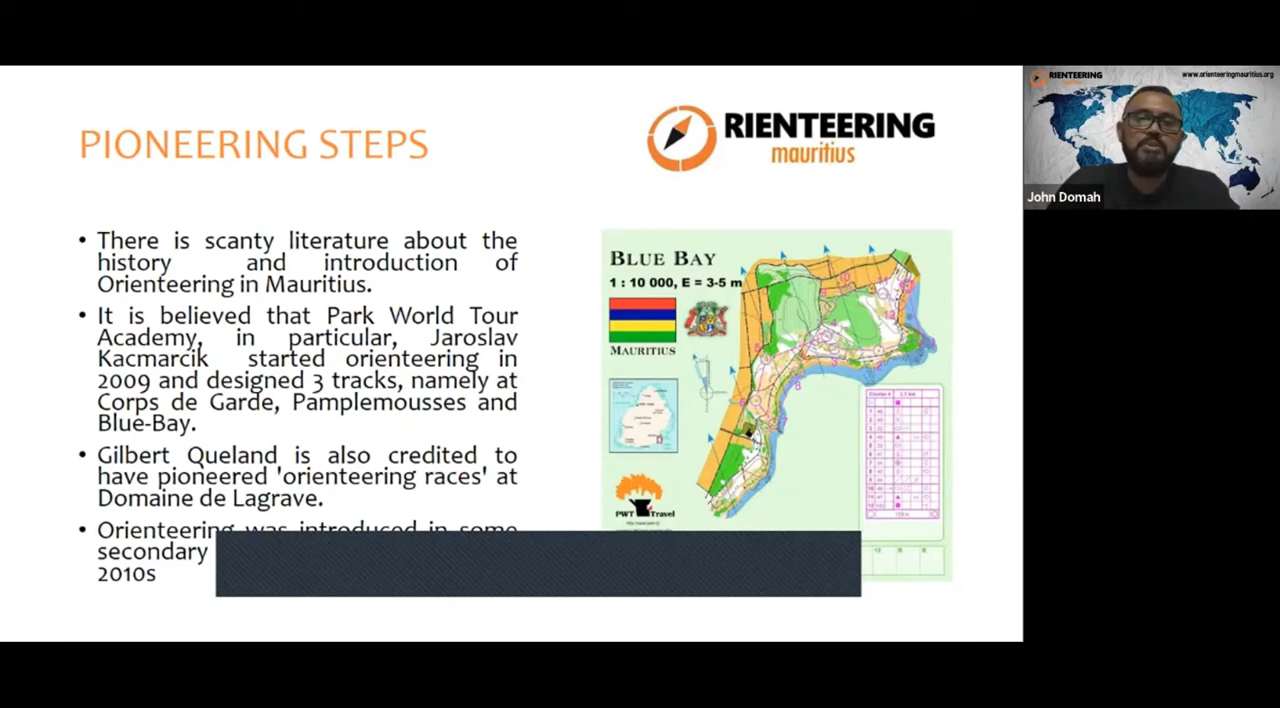 PIONEERING STEPS
RIENTEERING
mauritius
• There is scanty literature about the
history and introduction of
Orienteering in Mauritius.
• It is believed that Park World Tour
Academy, in particular, Jaroslav
Kacmarcik started orienteering in
2009 and designed 3 tracks, namely at
Corps de Garde, Pamplemousses and
Blue-Bay.
• Gilbert Queland is also credited to
have pioneered 'orienteering races' at
Domaine de Lagrave.
• Orienteering was introduced in some
secondary
2010s
BLUE BAY
1 : 10 000, E = 3-5 m
MAURITIUS
PWT Travel
RIENTEERING
www.orienteeringmauritius.org
John Domah